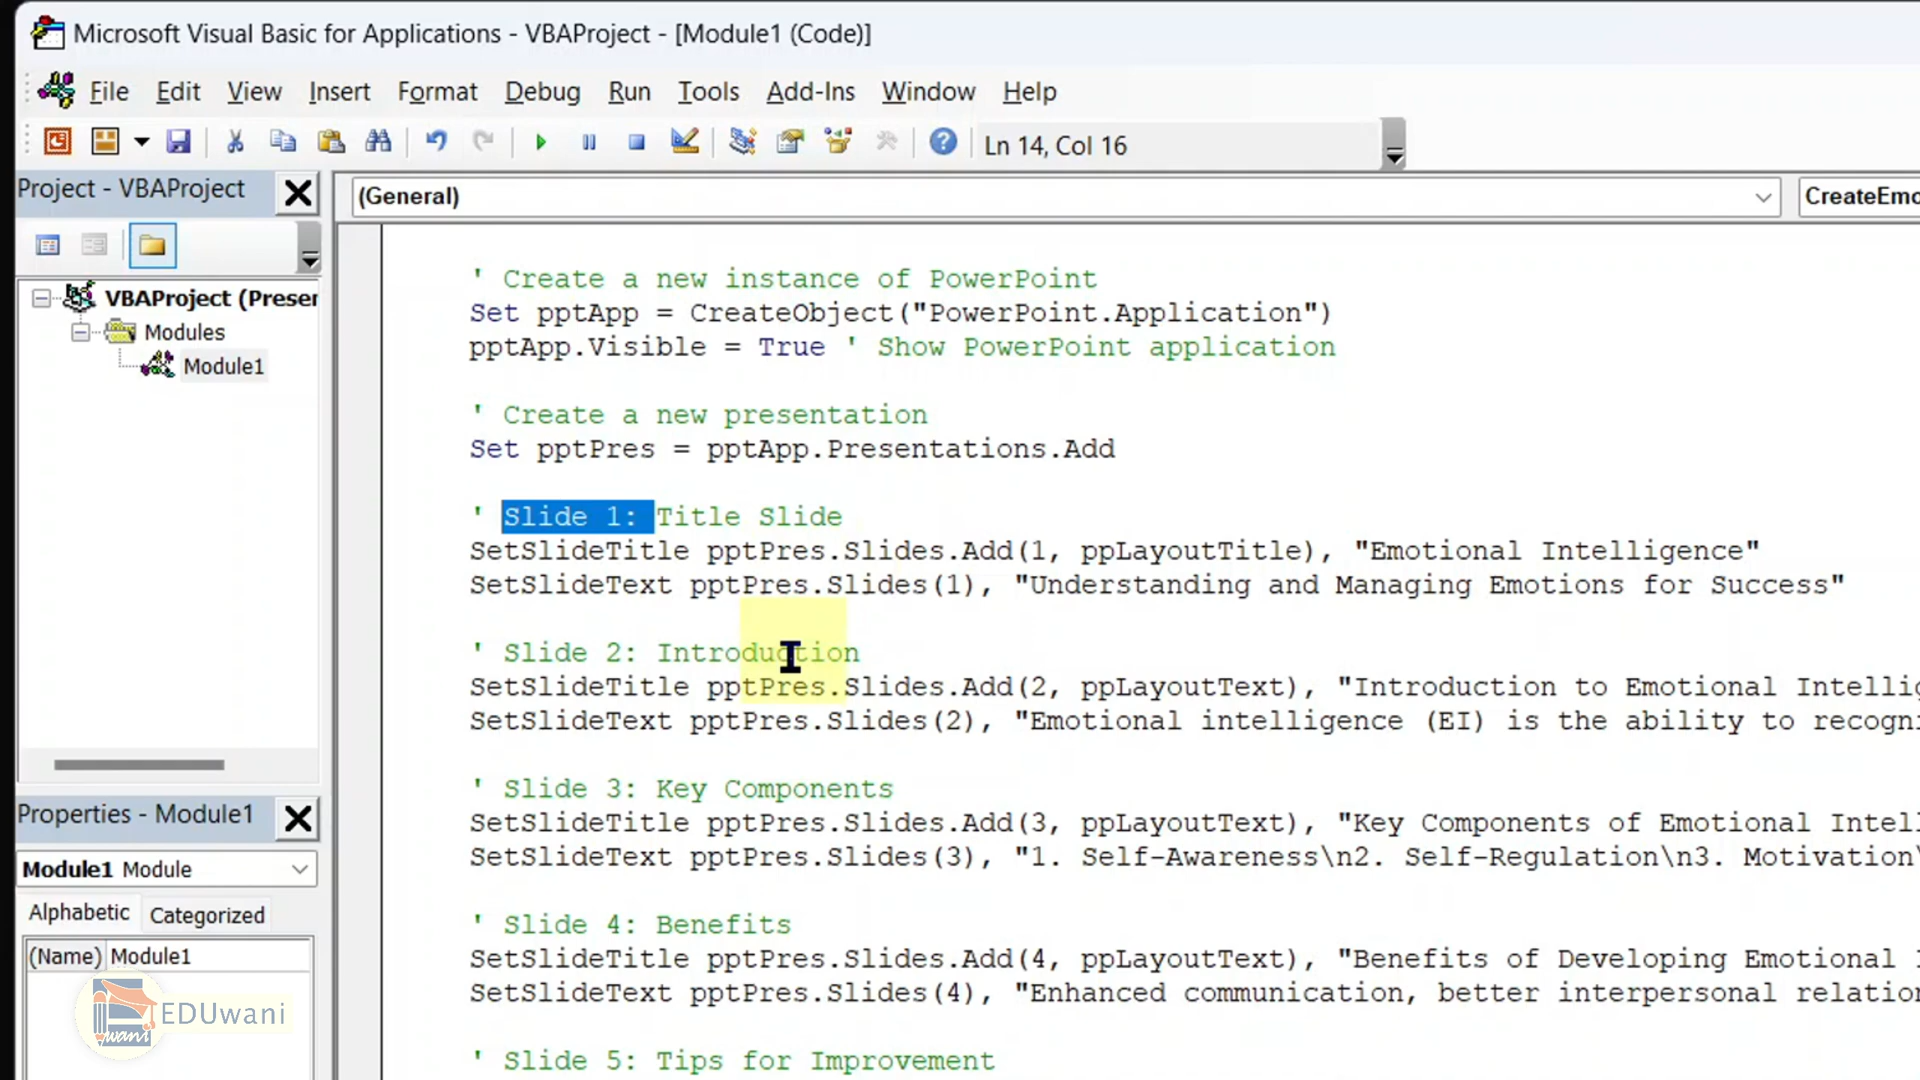 Microsoft Visual Basic for Applications - VBAProject - [Module1 (Code)]
File Edit View Insert Format Debug Run Tools Add-Ins Window Help
Ln 14, Col 16
Project - VBAProject
(General)
CreateEmo
VBAProject (Preser
Modules
Module1
' Create a new instance of PowerPoint
Set pptApp = CreateObject("PowerPoint.Application")
pptApp.Visible = True ' Show PowerPoint application
' Create a new presentation
Set pptPres = pptApp.Presentations.Add
' Slide 1: Title Slide
SetSlideTitle pptPres.Slides.Add(1, ppLayoutTitle), "Emotional Intelligence"
SetSlideText pptPres.Slides(1), "Understanding and Managing Emotions for Success"
' Slide 2: Introduction
SetSlideTitle pptPres.Slides.Add(2, ppLayoutText), "Introduction to Emotional Intellig
SetSlideText pptPres.Slides(2), "Emotional intelligence (EI) is the ability to recogni
' Slide 3: Key Components
SetSlideTitle pptPres.Slides.Add(3, ppLayoutText), "Key Components of Emotional Intell
SetSlideText pptPres.Slides(3), "1. Self-Awareness\n2. Self-Regulation\n3. Motivation\
' Slide 4: Benefits
SetSlideTitle pptPres.Slides.Add(4, ppLayoutText), "Benefits of Developing Emotional I
SetSlideText pptPres.Slides(4), "Enhanced communication, better interpersonal relation
' Slide 5: Tips for Improvement
Properties - Module1
Module1 Module
Alphabetic Categorized
(Name) Module1
EDUwani
wani